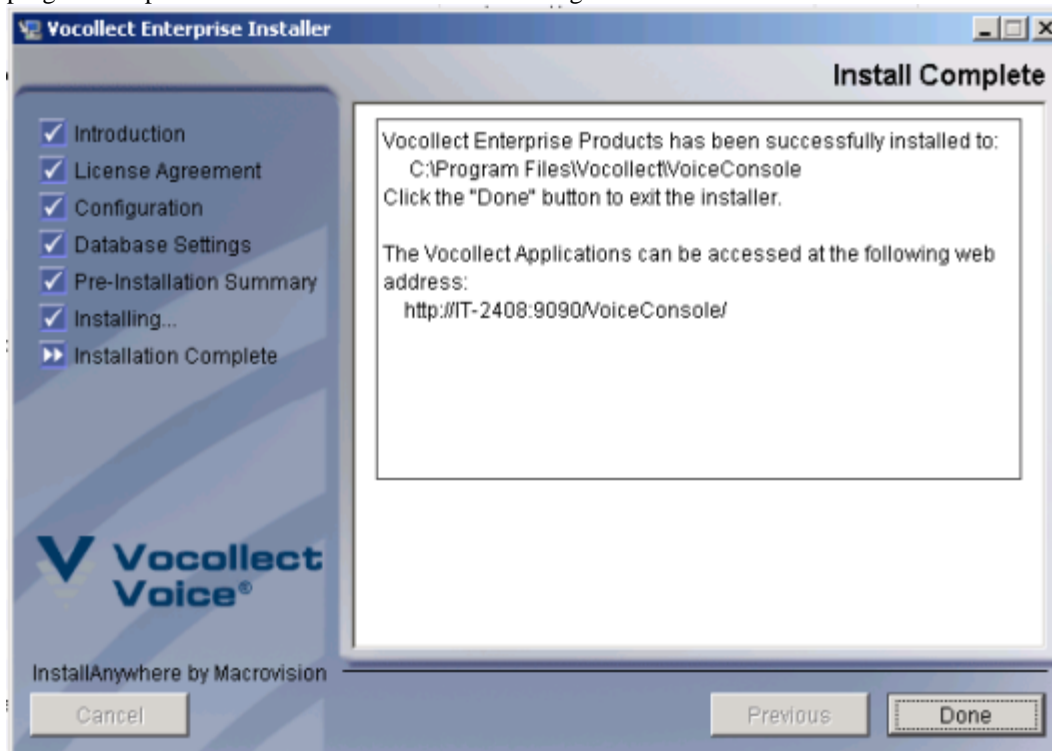 Vocollect Enterprise Installer
Install Complete
Introduction
License Agreement
Configuration
Database Settings
Pre-Installation Summary
Installing...
Installation Complete
Vocollect Enterprise Products has been successfully installed to:
C:\Program Files\Vocollect\VoiceConsole
Click the "Done" button to exit the installer.
The Vocollect Applications can be accessed at the following web
address:
http://IT-2408:9090/VoiceConsole/
Vocollect
Voice®
InstallAnywhere by Macrovision
Cancel
Previous
Done